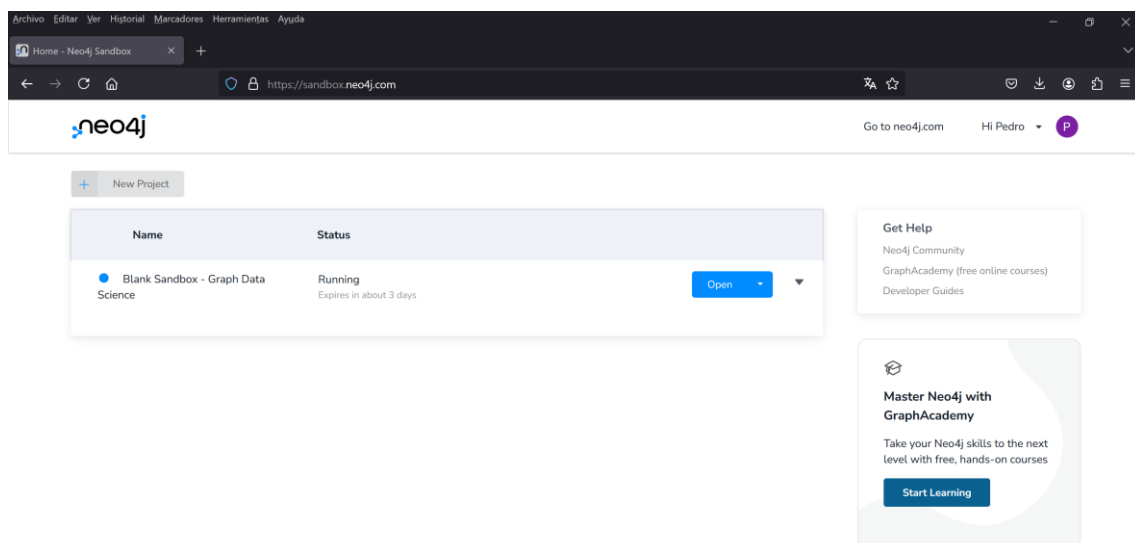 Archivo Editar Ver Historial Marcadores Herramientas Ayuda
Home - Neo4j Sandbox
https://sandbox.neo4j.com
neo4j
Go to neo4j.com
Hi Pedro
P
+ New Project
Name
Status
Blank Sandbox - Graph Data
Science
Running
Expires in about 3 days
Open
Get Help
Neo4j Community
GraphAcademy (free online courses)
Developer Guides
Master Neo4j with
GraphAcademy
Take your Neo4j skills to the next
level with free, hands-on courses
Start Learning